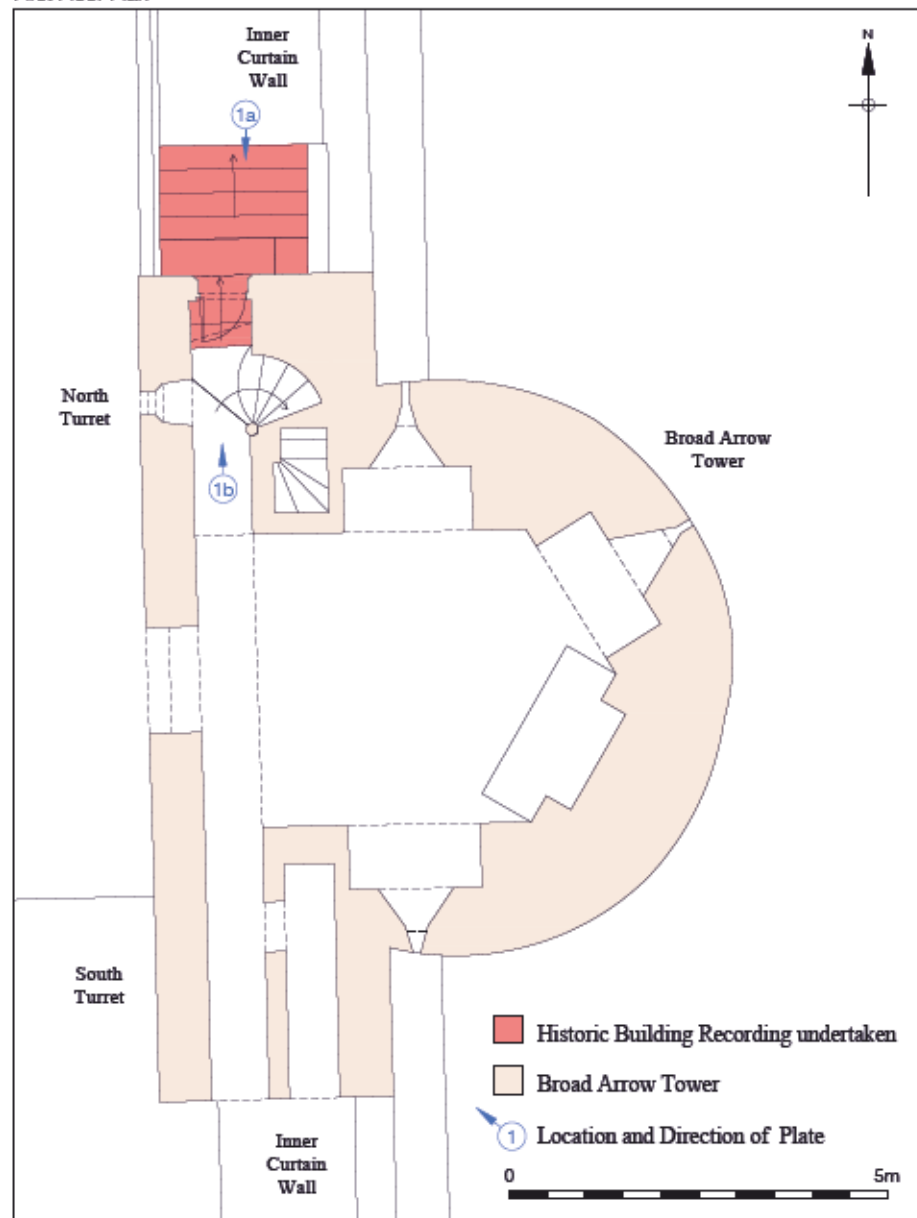 Inner
Curtain
Wall
N
1a
North
Turret
1b
Broad Arrow
Tower
South
Turret
Historic Building Recording undertaken
Broad Arrow Tower
1 Location and Direction of Plate
Inner
Curtain
Wall
0 5m